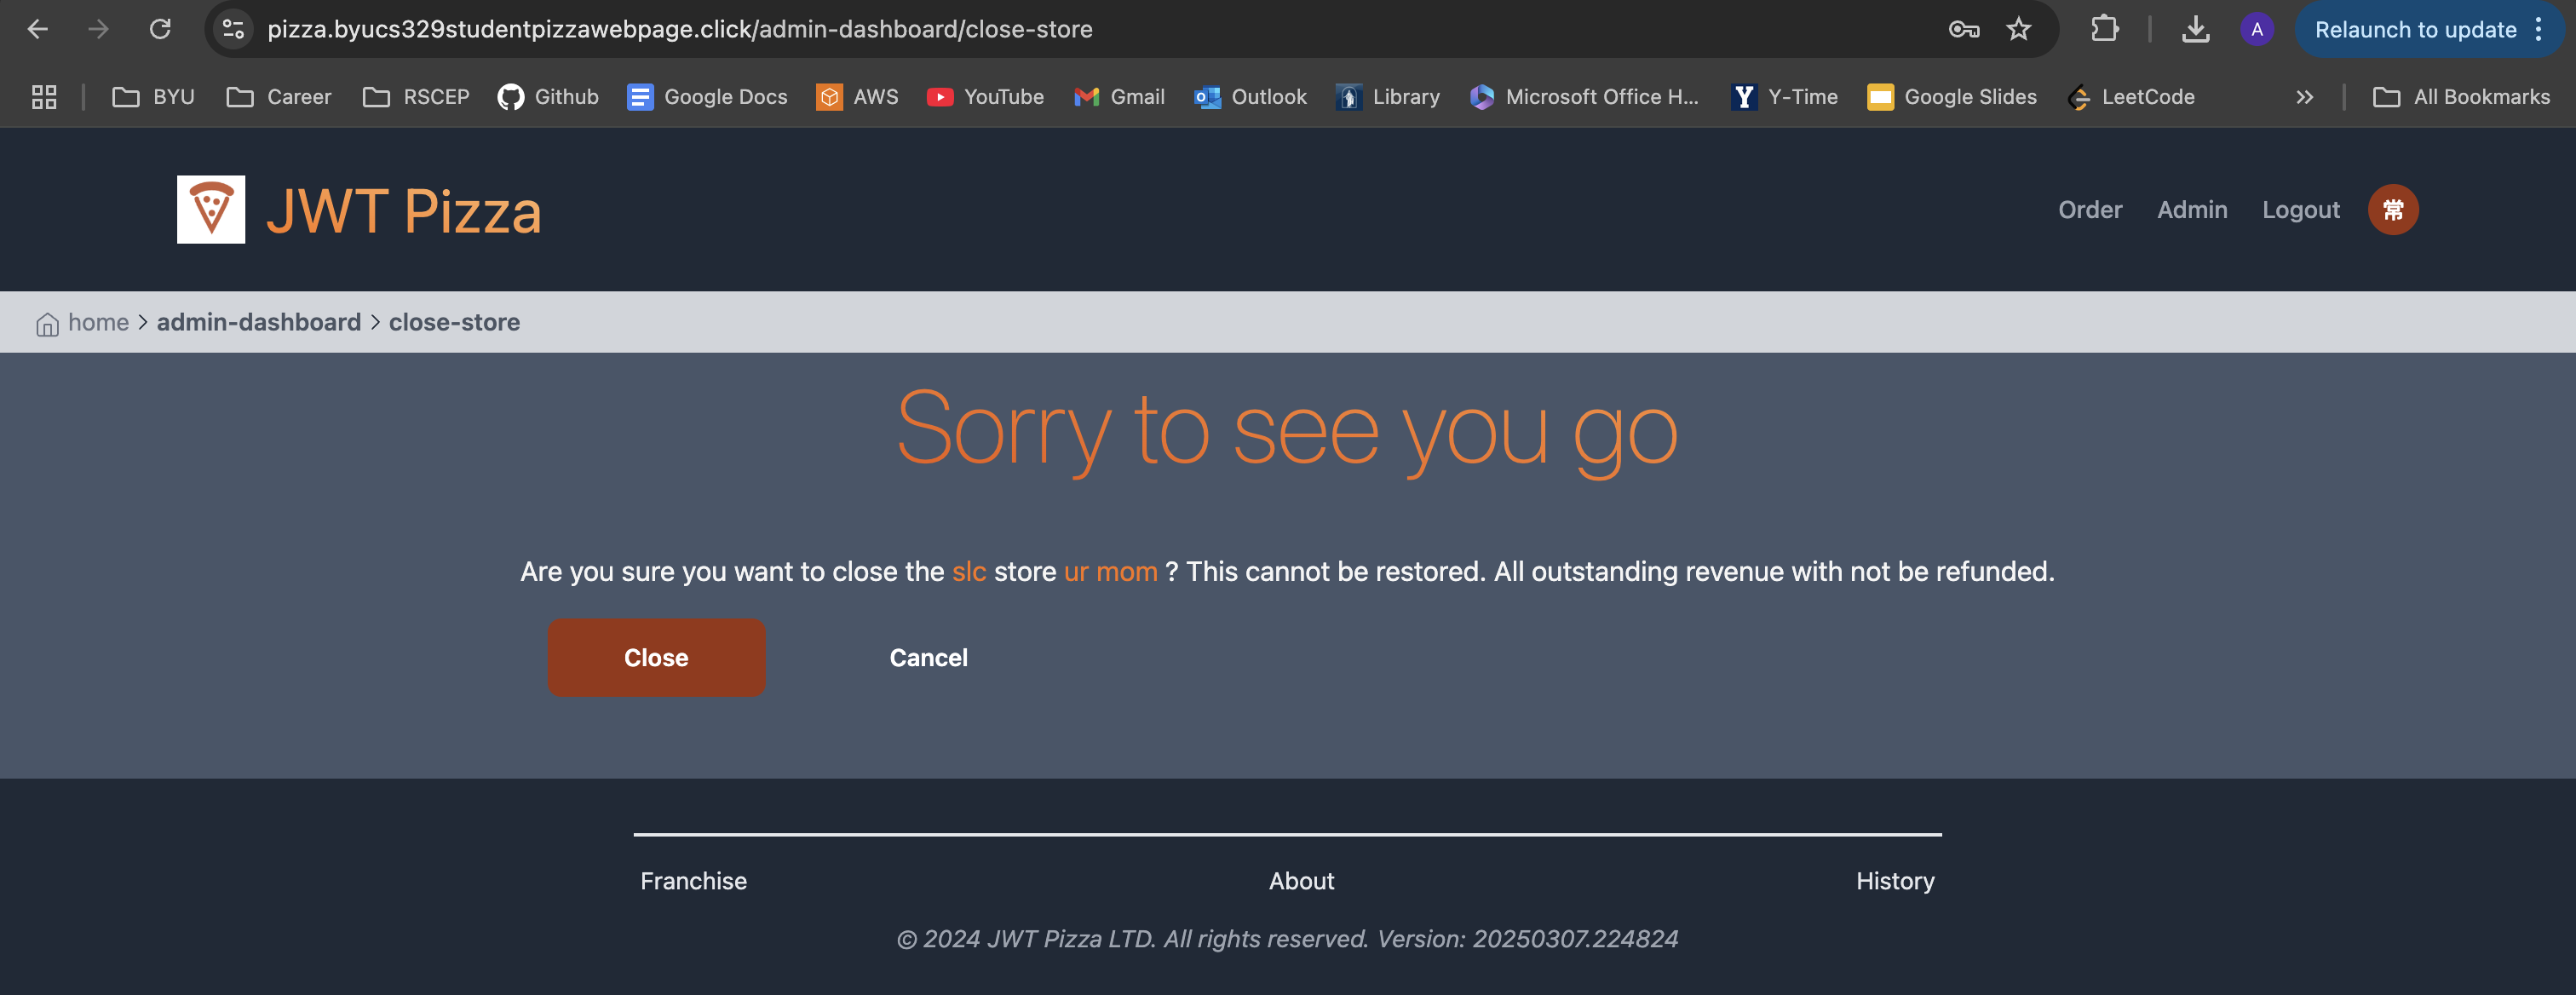 pizza.byucs329studentpizzawebpage.click/admin-dashboard/close-store
A
Relaunch to update
BYU
Career
RSCEP
Github
Google Docs
AWS
YouTube
Gmail
Outlook
Library
Microsoft Office H...
Y
Y-Time
Google Slides
LeetCode
All Bookmarks
JWT Pizza
Order
Admin
Logout
常
home > admin-dashboard > close-store
Sorry to see you go
Are you sure you want to close the slc store ur mom ? This cannot be restored. All outstanding revenue with not be refunded.
Close
Cancel
Franchise
About
History
© 2024 JWT Pizza LTD. All rights reserved. Version: 20250307.224824